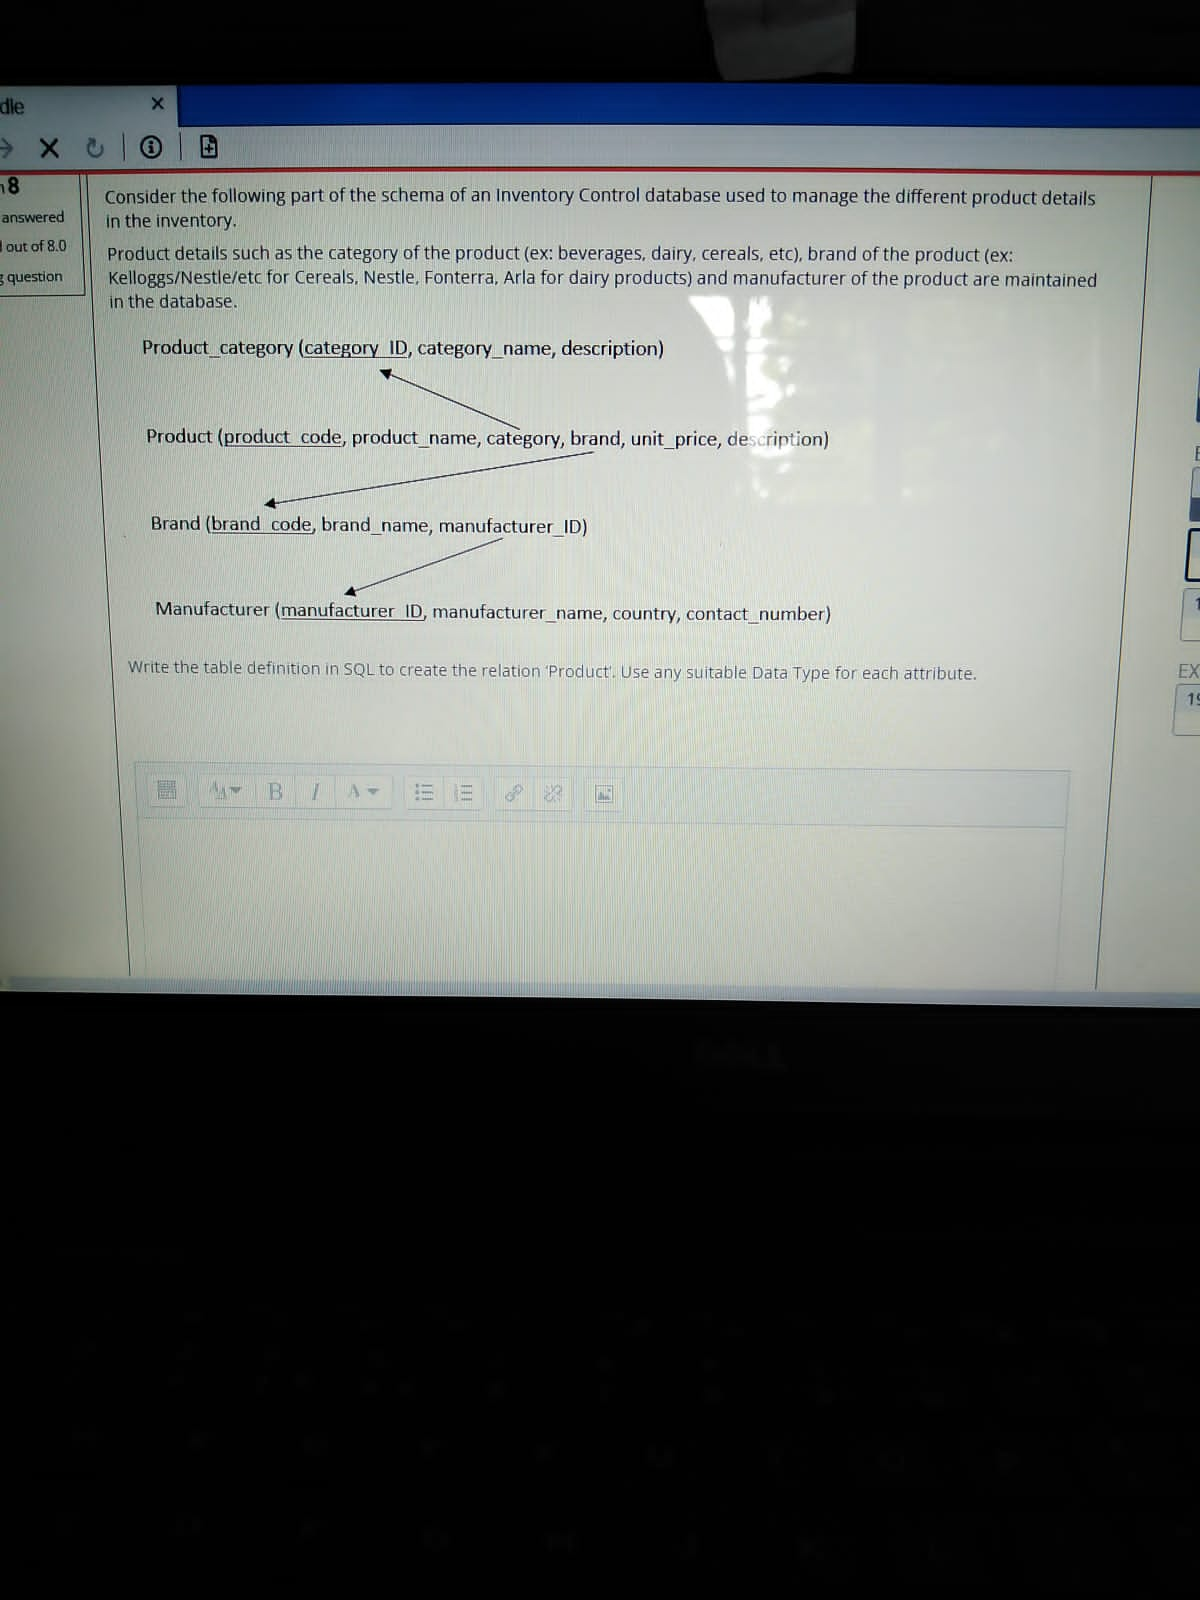 dle
8
answered
out of 8.0
question
Consider the following part of the schema of an Inventory Control database used to manage the different product details
in the inventory.
Product details such as the category of the product (ex: beverages, dairy, cereals, etc), brand of the product (ex:
Kelloggs/Nestle/etc for Cereals, Nestle, Fonterra, Arla for dairy products) and manufacturer of the product are maintained
in the database.
Product_category (category_ID, category_name, description)
Product (product_code, product_name, category, brand, unit_price, description)
Brand (brand_code, brand_name, manufacturer_ID)
Manufacturer (manufacturer_ID, manufacturer_name, country, contact_number)
Write the table definition in SQL to create the relation 'Product'. Use any suitable Data Type for each attribute.
EX
B I A